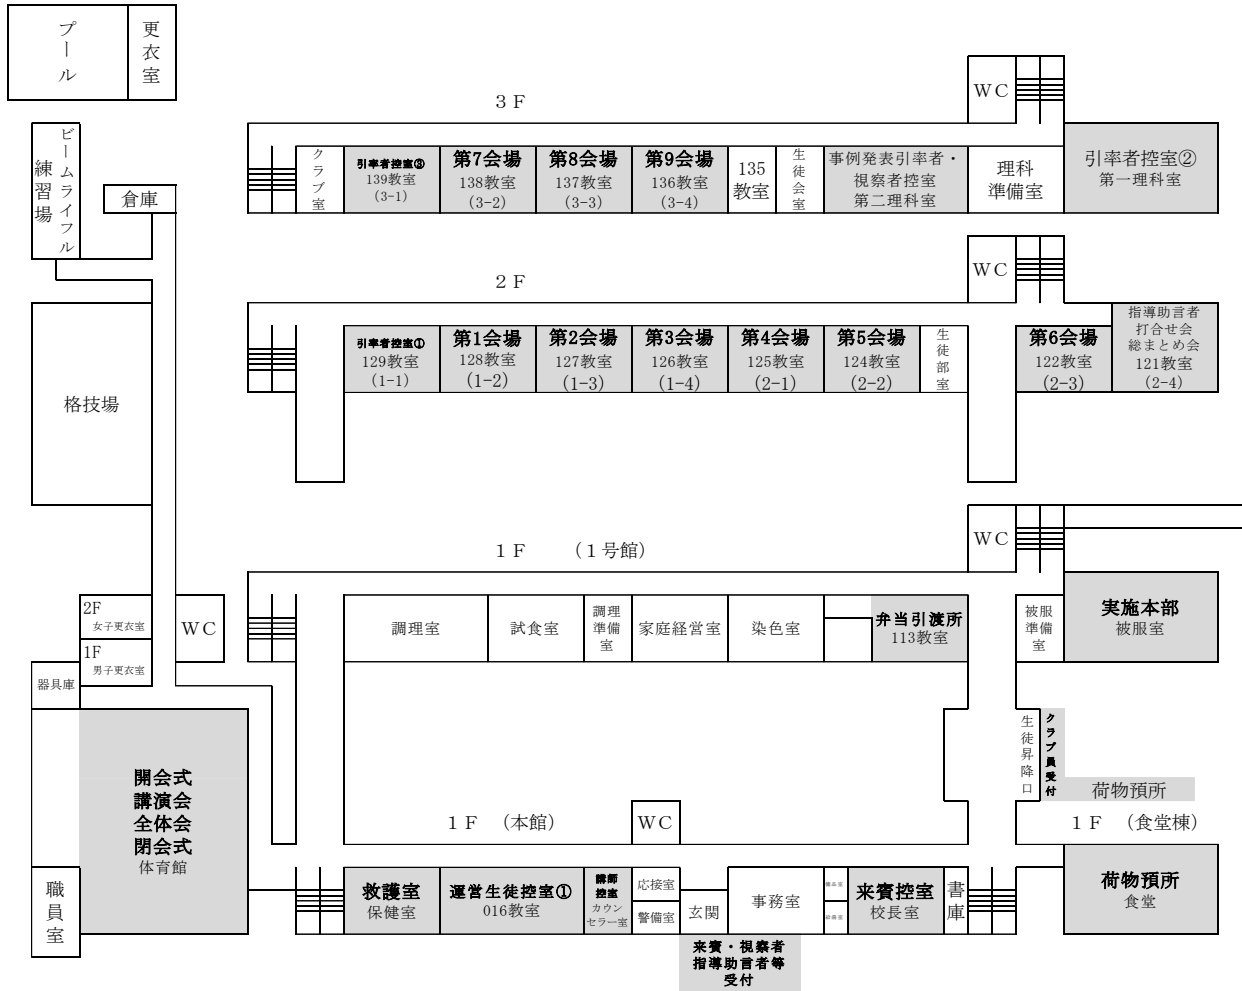 プール
更衣室
３Ｆ
ＷＣ
ビームライフル
練習場
倉庫
クラブ室
引率者控室③
139教室
(3-1)
第7会場
138教室
(3-2)
第8会場
137教室
(3-3)
第9会場
136教室
(3-4)
135
教室
生徒会室
事例発表引率者・
視察者控室
第二理科室
理科
準備室
引率者控室②
第一理科室
２Ｆ
ＷＣ
引率者控室①
129教室
(1-1)
第1会場
128教室
(1-2)
第2会場
127教室
(1-3)
第3会場
126教室
(1-4)
第4会場
125教室
(2-1)
第5会場
124教室
(2-2)
生徒部室
第6会場
122教室
(2-3)
指導助言者
打合せ会
総まとめ会
121教室
(2-4)
格技場
１Ｆ　（１号館）
ＷＣ
2F
女子更衣室
1F
男子更衣室
ＷＣ
器具庫
調理室
試食室
調理
準備
室
家庭経営室
染色室
弁当引渡所
113教室
被服
準備
室
実施本部
被服室
開会式
講演会
全体会
閉会式
体育館
職員室
生徒昇降口
クラブ員受付
荷物預所
１Ｆ　（本館）
ＷＣ
１Ｆ　（食堂棟）
救護室
保健室
運営生徒控室①
016教室
講師
控室
カウン
セラー室
応接室
警備室
玄関
事務室
来賓控室
校長室
書庫
荷物預所
食堂
来賓・視察者
指導助言者等
受付